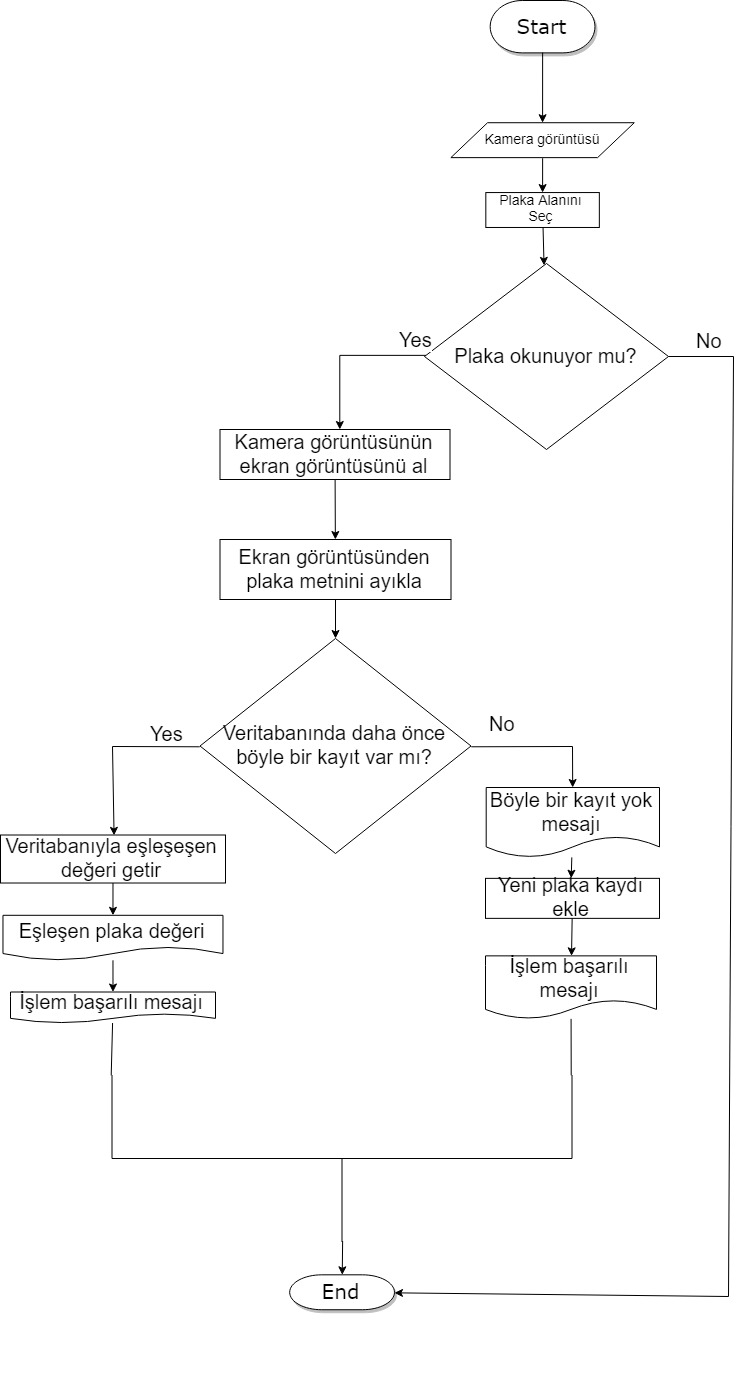 Start
Kamera görüntüsü
Plaka Alanını
Seç
Plaka okunuyor mu?
Yes
No
Kamera görüntüsünün
ekran görüntüsünü al
Ekran görüntüsünden
plaka metnini ayıkla
Veritabanında daha önce
böyle bir kayıt var mı?
Yes
No
Veritabanıyla eşleşeşen
değeri getir
Eşleşen plaka değeri
İşlem başarılı mesajı
Böyle bir kayıt yok
mesajı
Yeni plaka kaydı
ekle
İşlem başarılı
mesajı
End